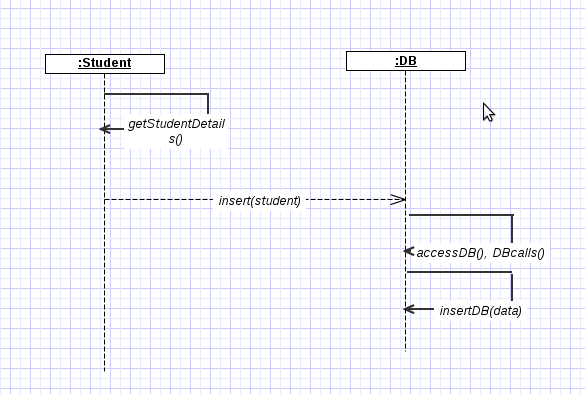 :Student
:DB
getStudentDetail
s()
insert(student)
accessDB(), DBcalls()
insertDB(data)